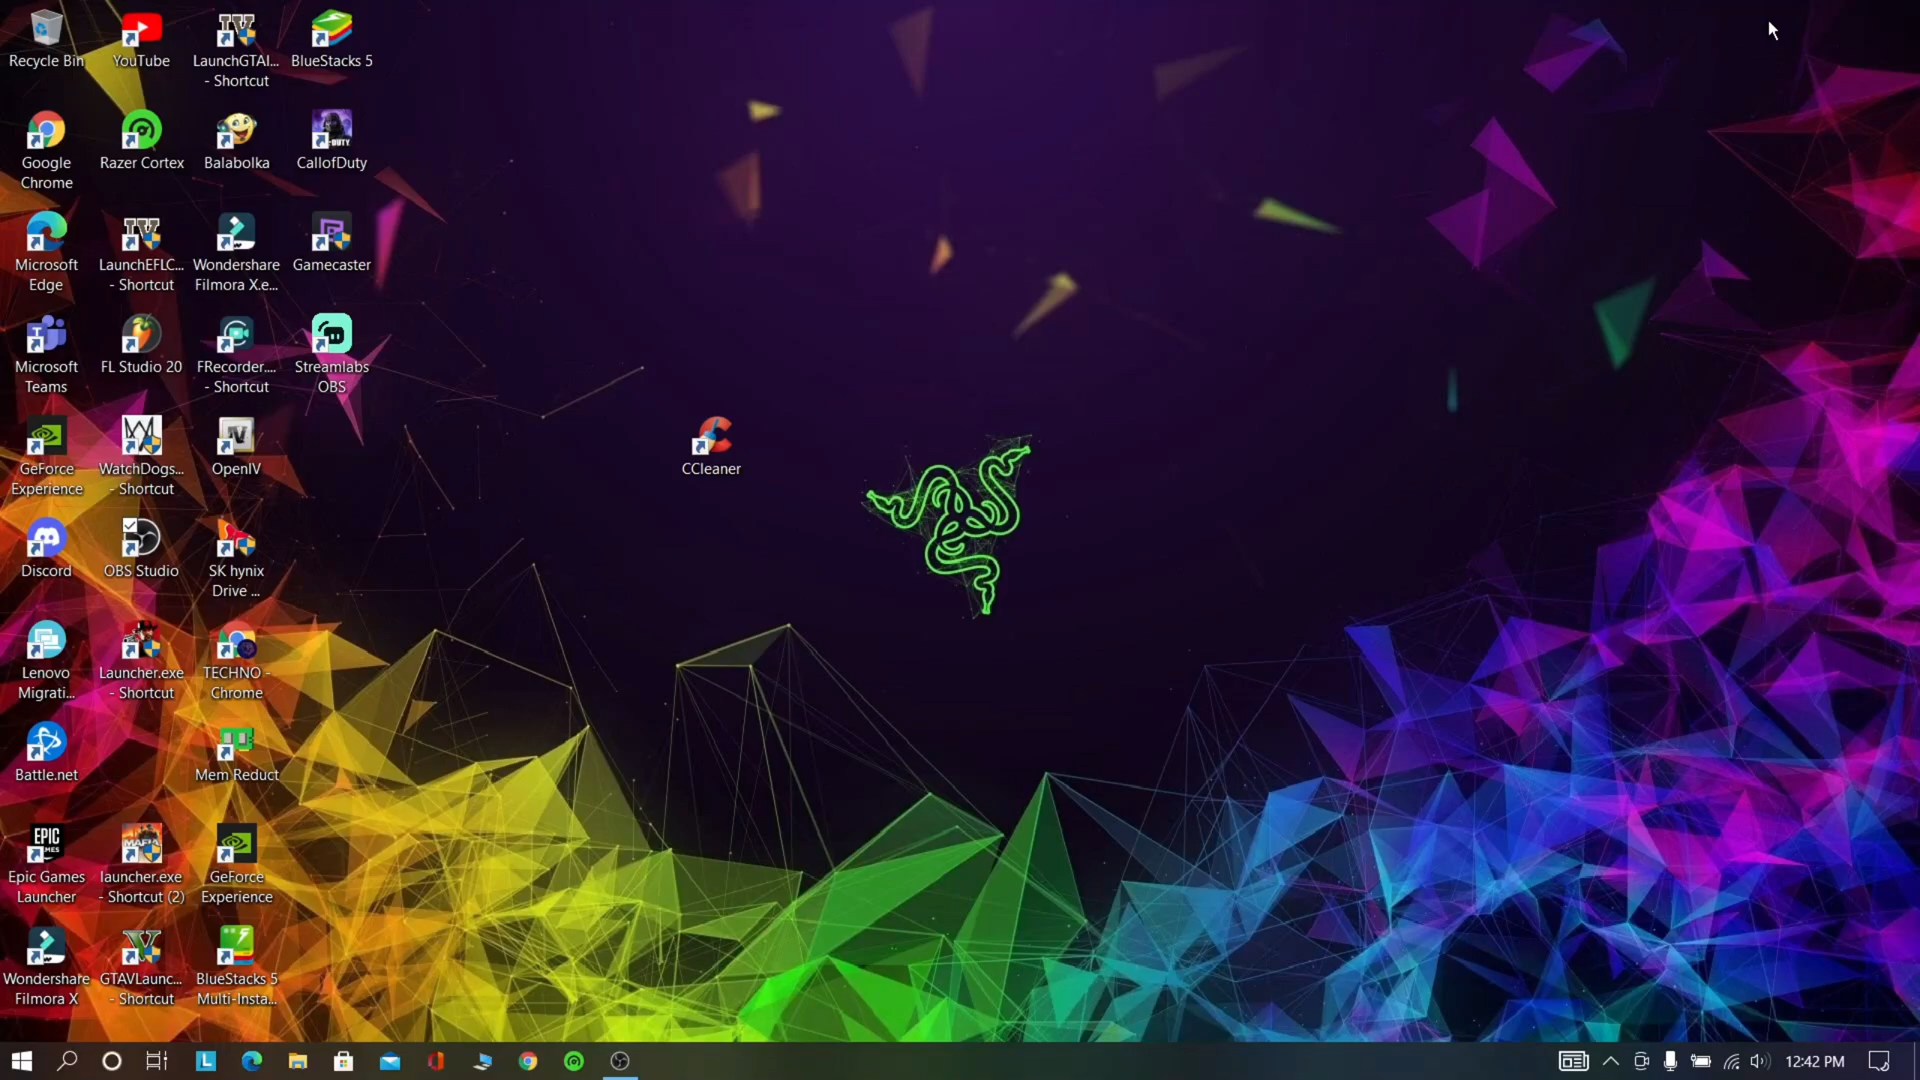 Recycle Bin
YouTube
LaunchGTAI...
- Shortcut
BlueStacks 5
Google
Chrome
Razer Cortex
Balabolka
CallofDuty
Microsoft
Edge
LaunchEFLC...
- Shortcut
Wondershare
Filmora X.e...
Gamecaster
Microsoft
Teams
FL Studio 20
FRecorder....
- Shortcut
Streamlabs
OBS
GeForce
Experience
WatchDogs...
- Shortcut
OpenIV
CCleaner
Discord
OBS Studio
SK hynix
Drive ...
Lenovo
Migrati...
Launcher.exe
- Shortcut
TECHNO -
Chrome
Battle.net
Mem Reduct
EPIC
Epic Games
Launcher
launcher.exe
- Shortcut (2)
GeForce
Experience
Wondershare
Filmora X
GTAVLaunc...
- Shortcut
BlueStacks 5
Multi-Insta...
L
12:42 PM